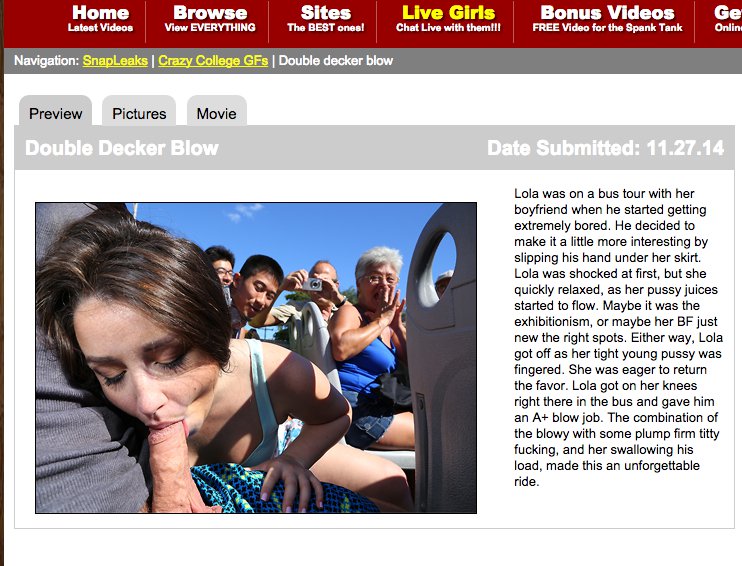 Home Browse Sites Live Girls Bonus Videos Ge
Latest Videos View EVERYTHING The BEST ones! Chat Live with them!!! FREE Video for the Spank Tank Onlin
Navigation: SnapLeaks | Crazy College GFs | Double decker blow
Preview Pictures Movie
Double Decker Blow Date Submitted: 11.27.14
Lola was on a bus tour with her
boyfriend when he started getting
extremely bored. He decided to
make it a little more interesting by
slipping his hand under her skirt.
Lola was shocked at first, but she
quickly relaxed, as her pussy juices
started to flow. Maybe it was the
exhibitionism, or maybe her BF just
new the right spots. Either way, Lola
got off as her tight young pussy was
fingered. She was eager to return
the favor. Lola got on her knees
right there in the bus and gave him
an A+ blow job. The combination of
the blowy with some plump firm titty
fucking, and her swallowing his
load, made this an unforgettable
ride.